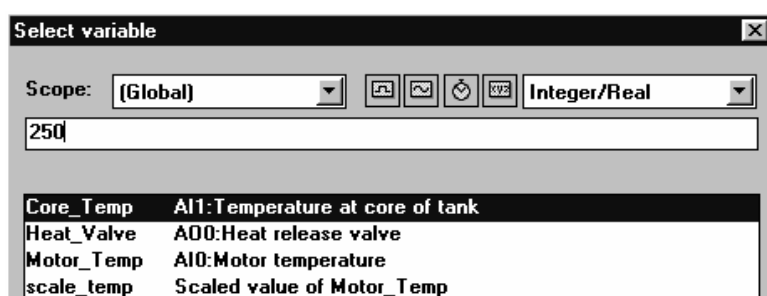 Select variable
Scope: (Global) xyz Integer/Real
250
Core_Temp AI1:Temperature at core of tank
Heat_Valve AO0:Heat release valve
Motor_Temp AI0:Motor temperature
scale_temp Scaled value of Motor_Temp